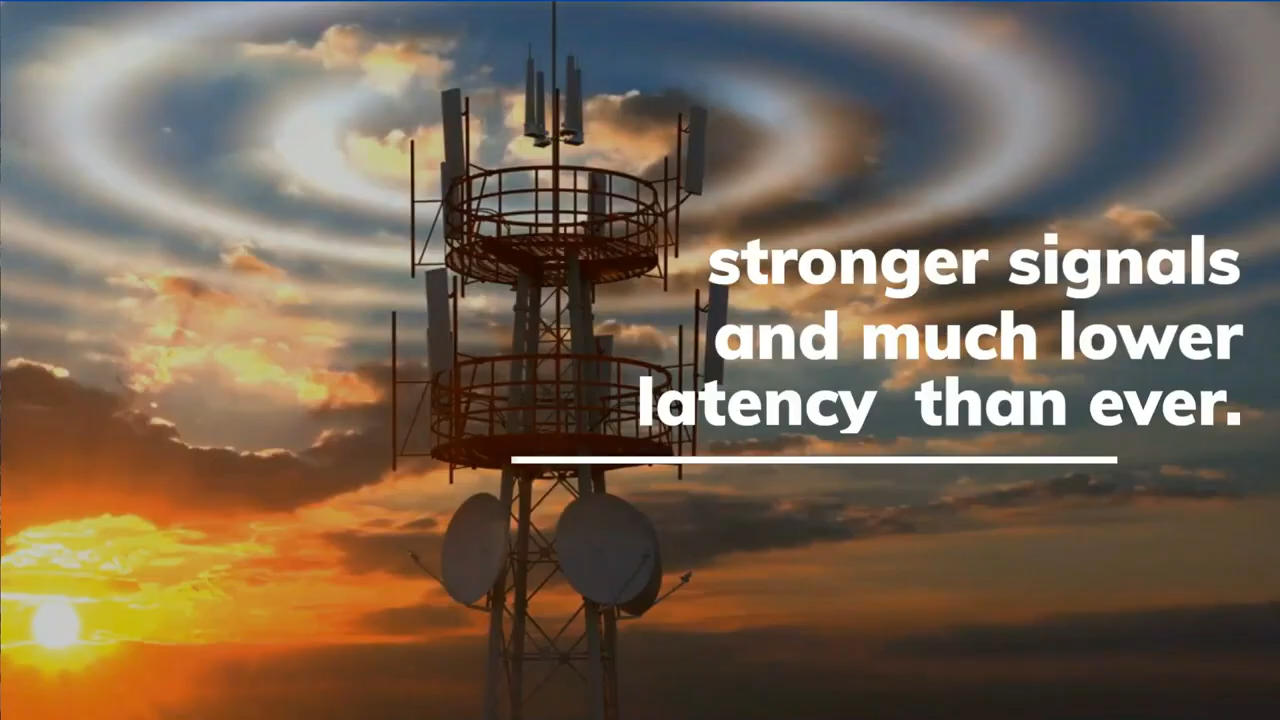 stronger signals
and much lower
latency  than ever.